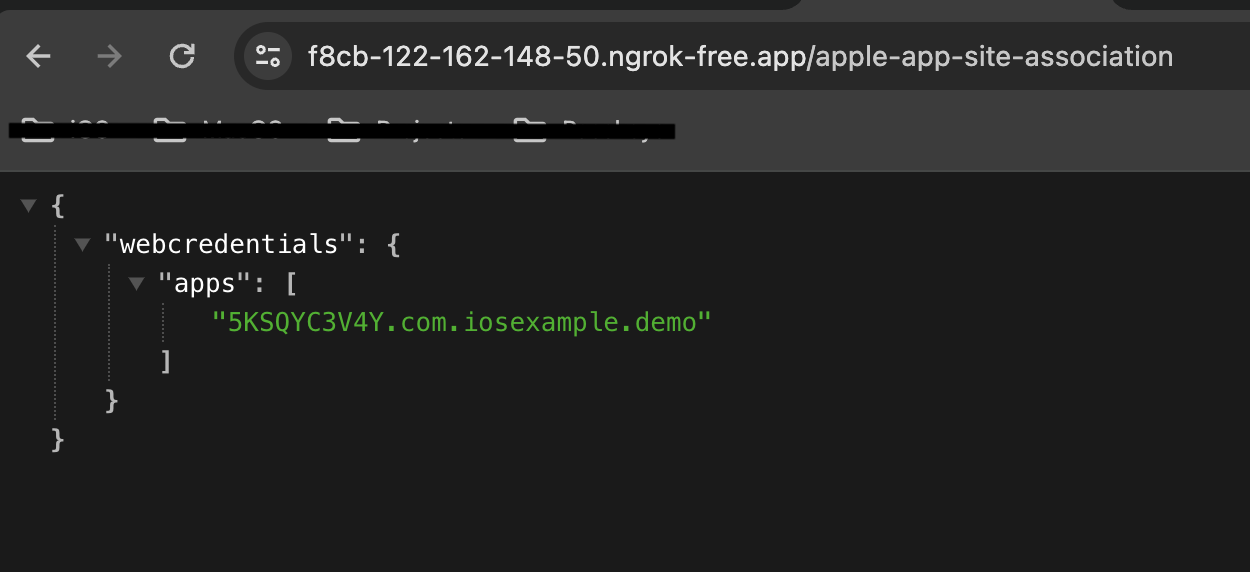 f8cb-122-162-148-50.ngrok-free.app/apple-app-site-association
{
"webcredentials": {
"apps": [
"5KSQYC3V4Y.com.iosexample.demo"
]
}
}